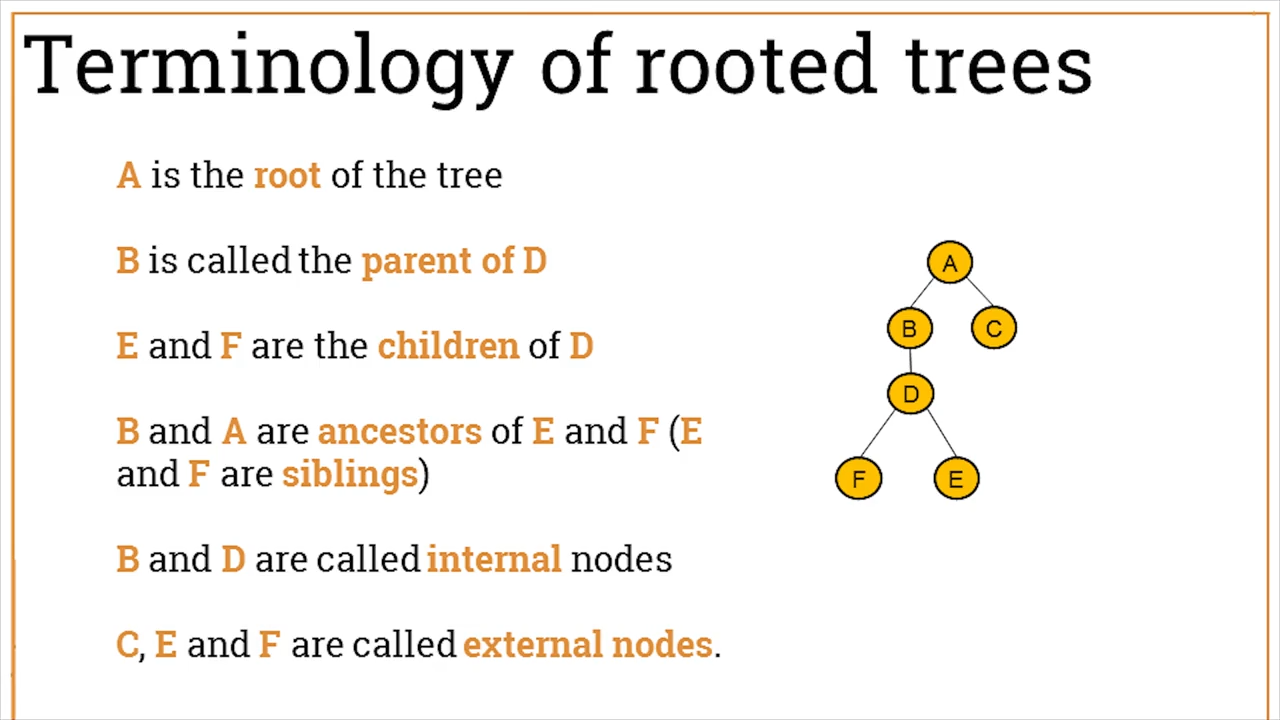 Terminology of rooted trees
A is the root of the tree
B is called the parent of D
E and F are the children of D
B and A are ancestors of E and F (E
and F are siblings)
B and D are called internal nodes
C, E and F are called external nodes.
A
B
C
D
F
E